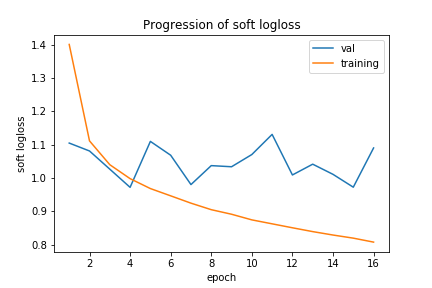 Progression of soft logloss
val
training
soft logloss
1.4
1.3
1.2
1.1
1.0
0.9
0.8
2 4 6 8 10 12 14 16
epoch